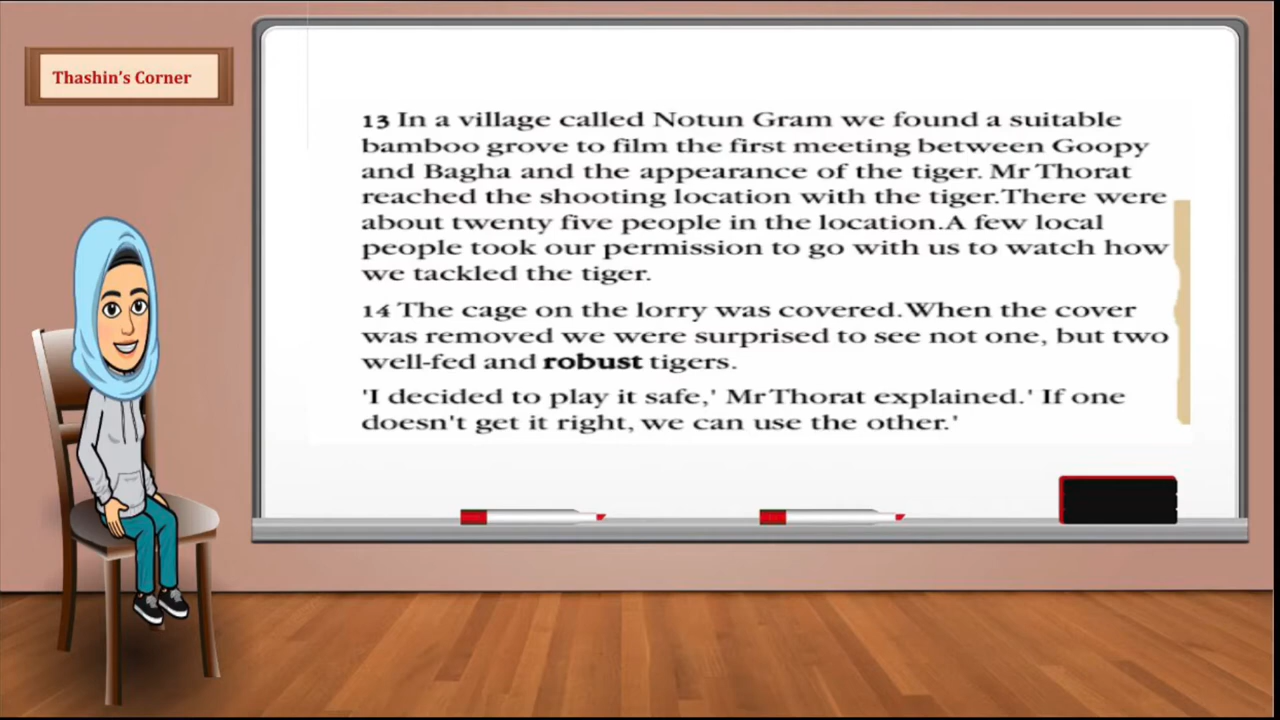 Thashin's Corner
13 In a village called Notun Gram we found a suitable
bamboo grove to film the first meeting between Goopy
and Bagha and the appearance of the tiger. Mr Thorat
reached the shooting location with the tiger.There were
about twenty five people in the location.A few local
people took our permission to go with us to watch how
we tackled the tiger.
14 The cage on the lorry was covered.When the cover
was removed we were surprised to see not one, but two
well-fed and robust tigers.
'I decided to play it safe,' Mr Thorat explained.' If one
doesn't get it right, we can use the other.'